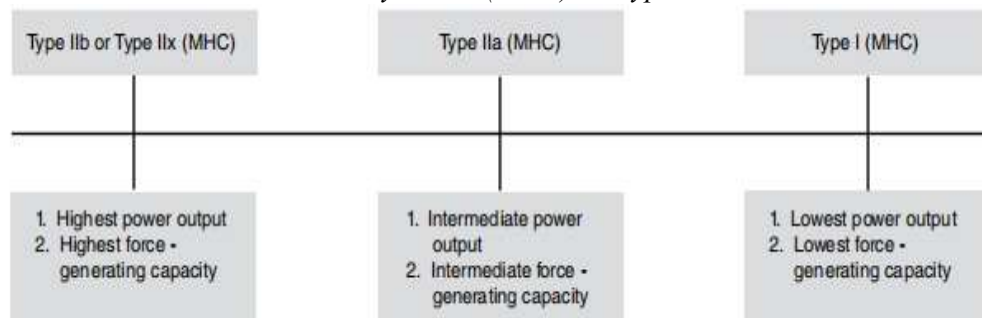 Type IIb or Type IIx (MHC)
Type IIa (MHC)
Type I (MHC)
1. Highest power output
2. Highest force -
generating capacity
1. Intermediate power
output
2. Intermediate force -
generating capacity
1. Lowest power output
2. Lowest force -
generating capacity